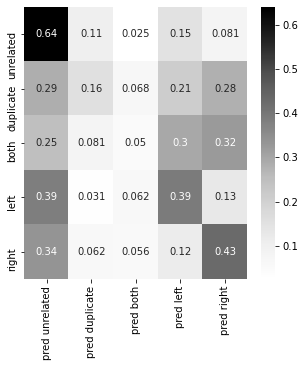 unrelated 0.64 0.11 0.025 0.15 0.081
duplicate 0.29 0.16 0.068 0.21 0.28
both 0.25 0.081 0.05 0.3 0.32
left 0.39 0.031 0.062 0.39 0.13
right 0.34 0.062 0.056 0.12 0.43
pred unrelated pred duplicate pred both pred left pred right
0.6
0.5
0.4
0.3
0.2
0.1